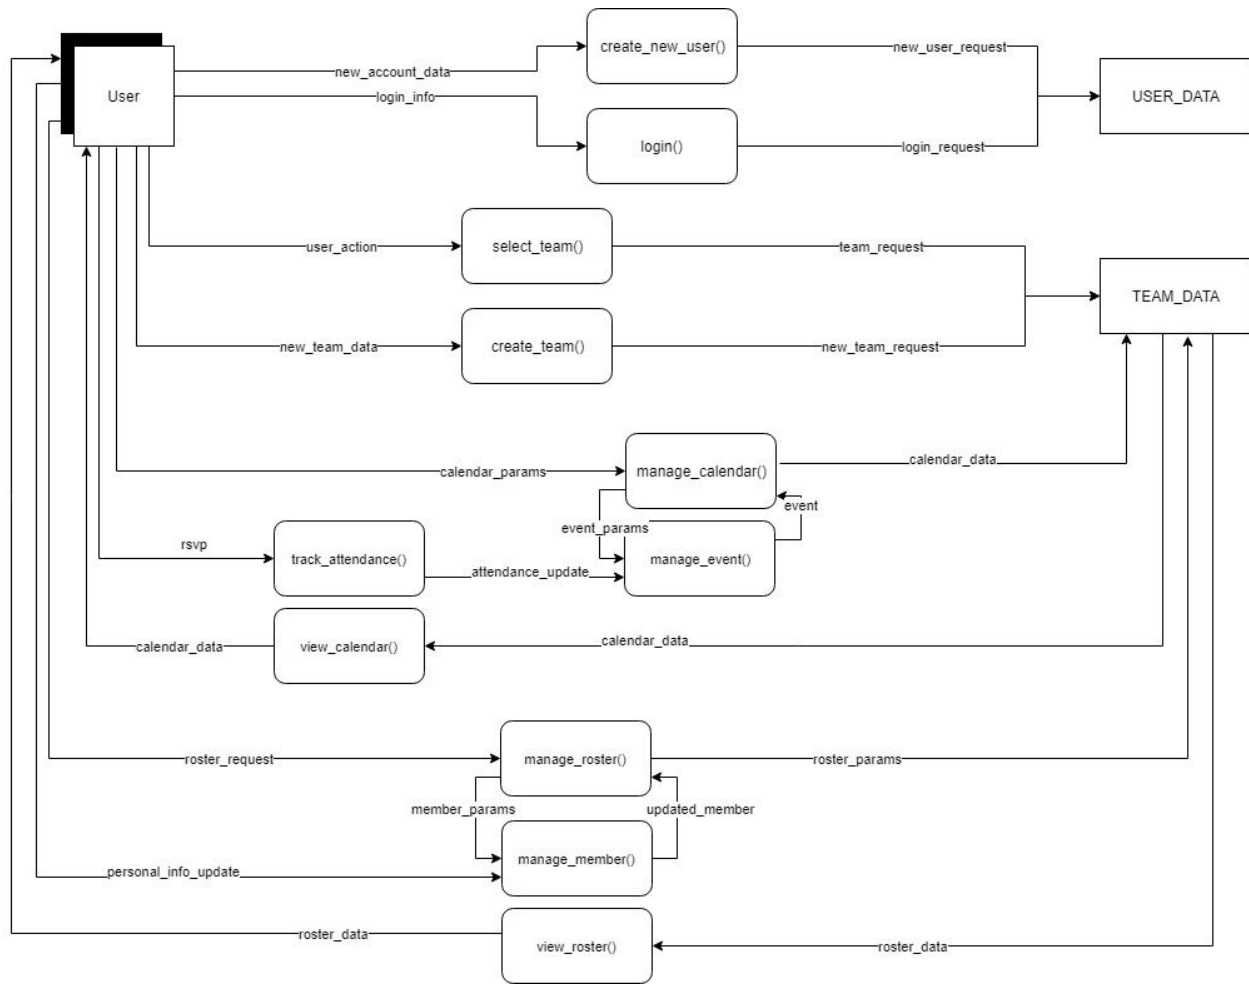 create_new_user()
new_user_request
new_account_data
User
login_info
USER_DATA
login()
login_request
user_action
select_team()
team_request
TEAM_DATA
new_team_data
create_team()
new_team_request
calendar_params
manage_calendar()
calendar_data
event
event_params
rsvp
track_attendance()
attendance_update
manage_event()
calendar_data
view_calendar()
calendar_data
roster_request
manage_roster()
roster_params
member_params
updated_member
manage_member()
personal_info_update
roster_data
view_roster()
roster_data